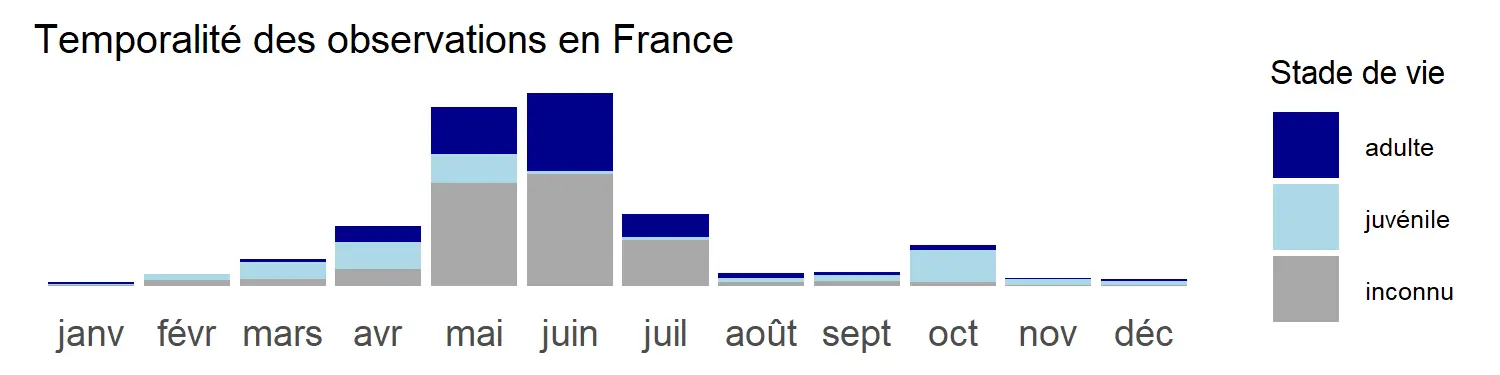 Temporalité des observations en France
Stade de vie
adulte
juvénile
inconnu
janv févr mars avr mai juin juil août sept oct nov déc